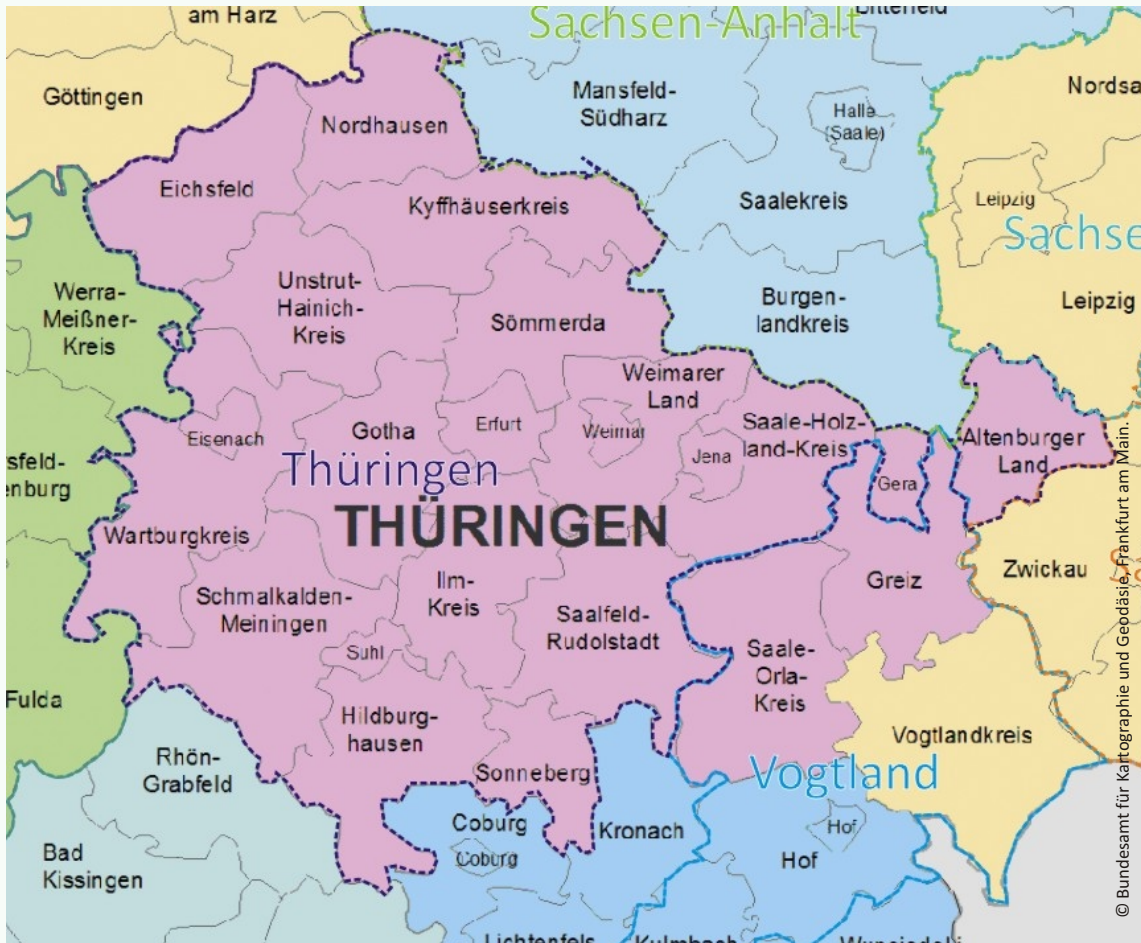 am Harz
Sachsen-Anhalt
Göttingen
Mansfeld-
Südharz
Halle
(Saale)
Nordhausen
Eichsfeld
Kyffhäuserkreis
Saalekreis
Leipzig
Werra-
Meißner-
Kreis
Unstrut-
Hainich-
Kreis
Sömmerda
Burgen-
landkreis
Leipzig
Weimarer
Land
Eisenach
Gotha
Erfurt
Weimar
Jena
Saale-Holz-
land-Kreis
Gera
Altenburger
Land
Thüringen
THÜRINGEN
Wartburgkreis
Schmalkalden-
Meiningen
Ilm-
Kreis
Saalfeld-
Rudolstadt
Greiz
Zwickau
Suhl
Saale-
Orla-
Kreis
Fulda
Hildburg-
hausen
Rhön-
Grabfeld
Sonneberg
Vogtlandkreis
Vogtland
Coburg
Coburg
Kronach
Hof
Hof
Bad
Kissingen
© Bundesamt für Kartographie und Geodäsie, Frankfurt am Main.